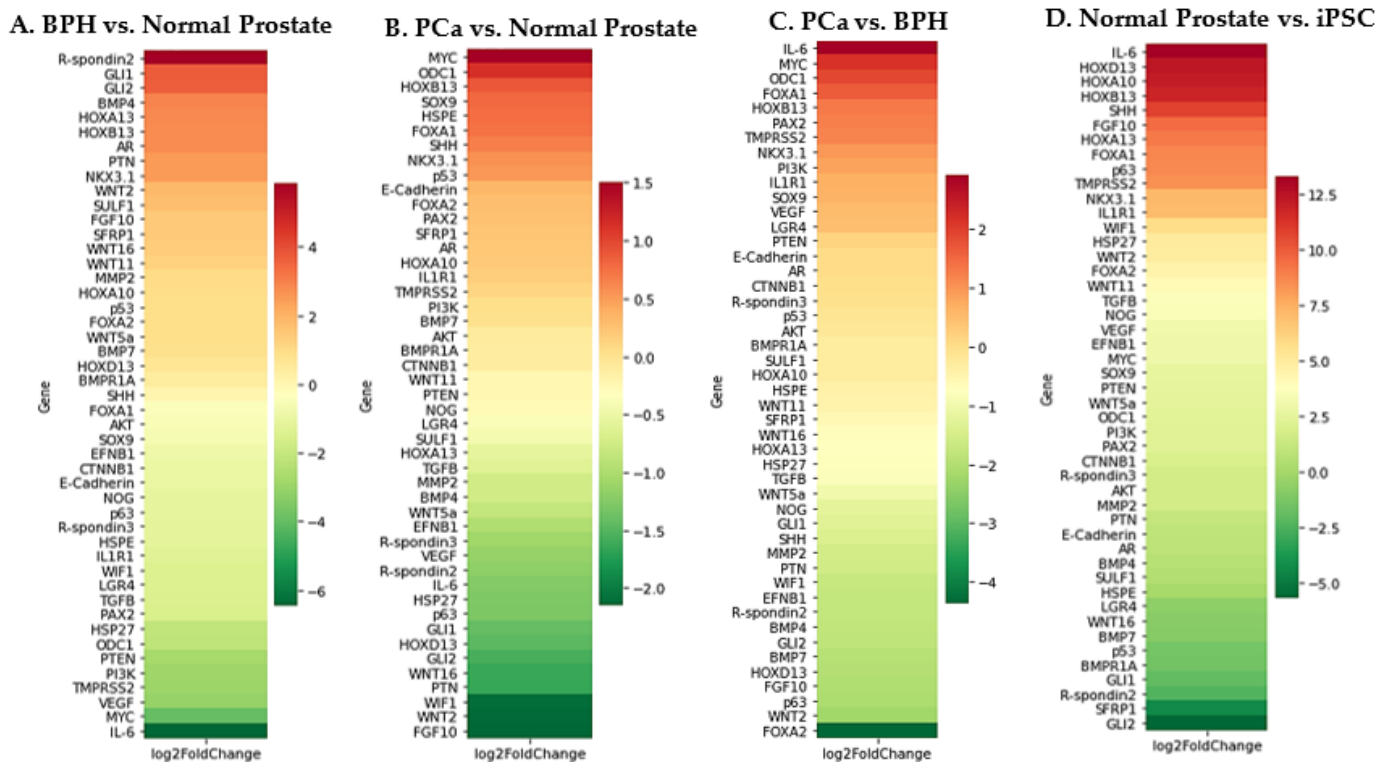 A. BPH vs. Normal Prostate
R-spondin2
GLI1
GLI2
BMP4
HOXA13
HOXB13
AR
PTN
NKX3.1
WNT2
SULF1
FGF10
SFRP1
WNT16
WNT11
MMP2
HOXA10
p53
FOXA2
WNT5a
BMP7
HOXD13
BMPR1A
SHH
FOXA1
AKT
SOX9
EFNB1
CTNNB1
E-Cadherin
NOG
p63
R-spondin3
HSPE
IL1R1
WIF1
LGR4
TGFB
PAX2
HSP27
ODC1
PTEN
PI3K
TMPRSS2
VEGF
MYC
IL-6
Gene
log2FoldChange
4
2
0
−2
−4
−6
B. PCa vs. Normal Prostate
MYC
ODC1
HOXB13
SOX9
HSPE
FOXA1
SHH
NKX3.1
p53
E-Cadherin
FOXA2
PAX2
SFRP1
AR
HOXA10
IL1R1
TMPRSS2
PI3K
BMP7
AKT
BMPR1A
CTNNB1
WNT11
PTEN
NOG
LGR4
SULF1
HOXA13
TGFB
MMP2
BMP4
WNT5a
EFNB1
R-spondin3
VEGF
R-spondin2
IL-6
HSP27
p63
GLI1
HOXD13
GLI2
WNT16
PTN
WIF1
WNT2
FGF10
Gene
log2FoldChange
1.5
1.0
0.5
0.0
−0.5
−1.0
−1.5
−2.0
C. PCa vs. BPH
IL-6
MYC
ODC1
FOXA1
HOXB13
PAX2
TMPRSS2
NKX3.1
PI3K
IL1R1
SOX9
VEGF
LGR4
PTEN
E-Cadherin
AR
CTNNB1
R-spondin3
p53
AKT
BMPR1A
SULF1
HOXA10
HSPE
WNT11
SFRP1
WNT16
HOXA13
HSP27
TGFB
WNT5a
NOG
GLI1
SHH
MMP2
PTN
WIF1
EFNB1
R-spondin2
BMP4
GLI2
BMP7
HOXD13
FGF10
p63
WNT2
FOXA2
Gene
log2FoldChange
2
1
0
−1
−2
−3
−4
D. Normal Prostate vs. iPSC
IL-6
HOXD13
HOXA10
HOXB13
SHH
FGF10
HOXA13
FOXA1
p63
TMPRSS2
NKX3.1
IL1R1
WIF1
HSP27
WNT2
FOXA2
WNT11
TGFB
NOG
VEGF
EFNB1
MYC
SOX9
PTEN
WNT5a
ODC1
PI3K
PAX2
CTNNB1
R-spondin3
AKT
MMP2
PTN
E-Cadherin
AR
BMP4
SULF1
HSPE
LGR4
WNT16
BMP7
p53
BMPR1A
GLI1
R-spondin2
SFRP1
GLI2
Gene
log2FoldChange
12.5
10.0
7.5
5.0
2.5
0.0
−2.5
−5.0